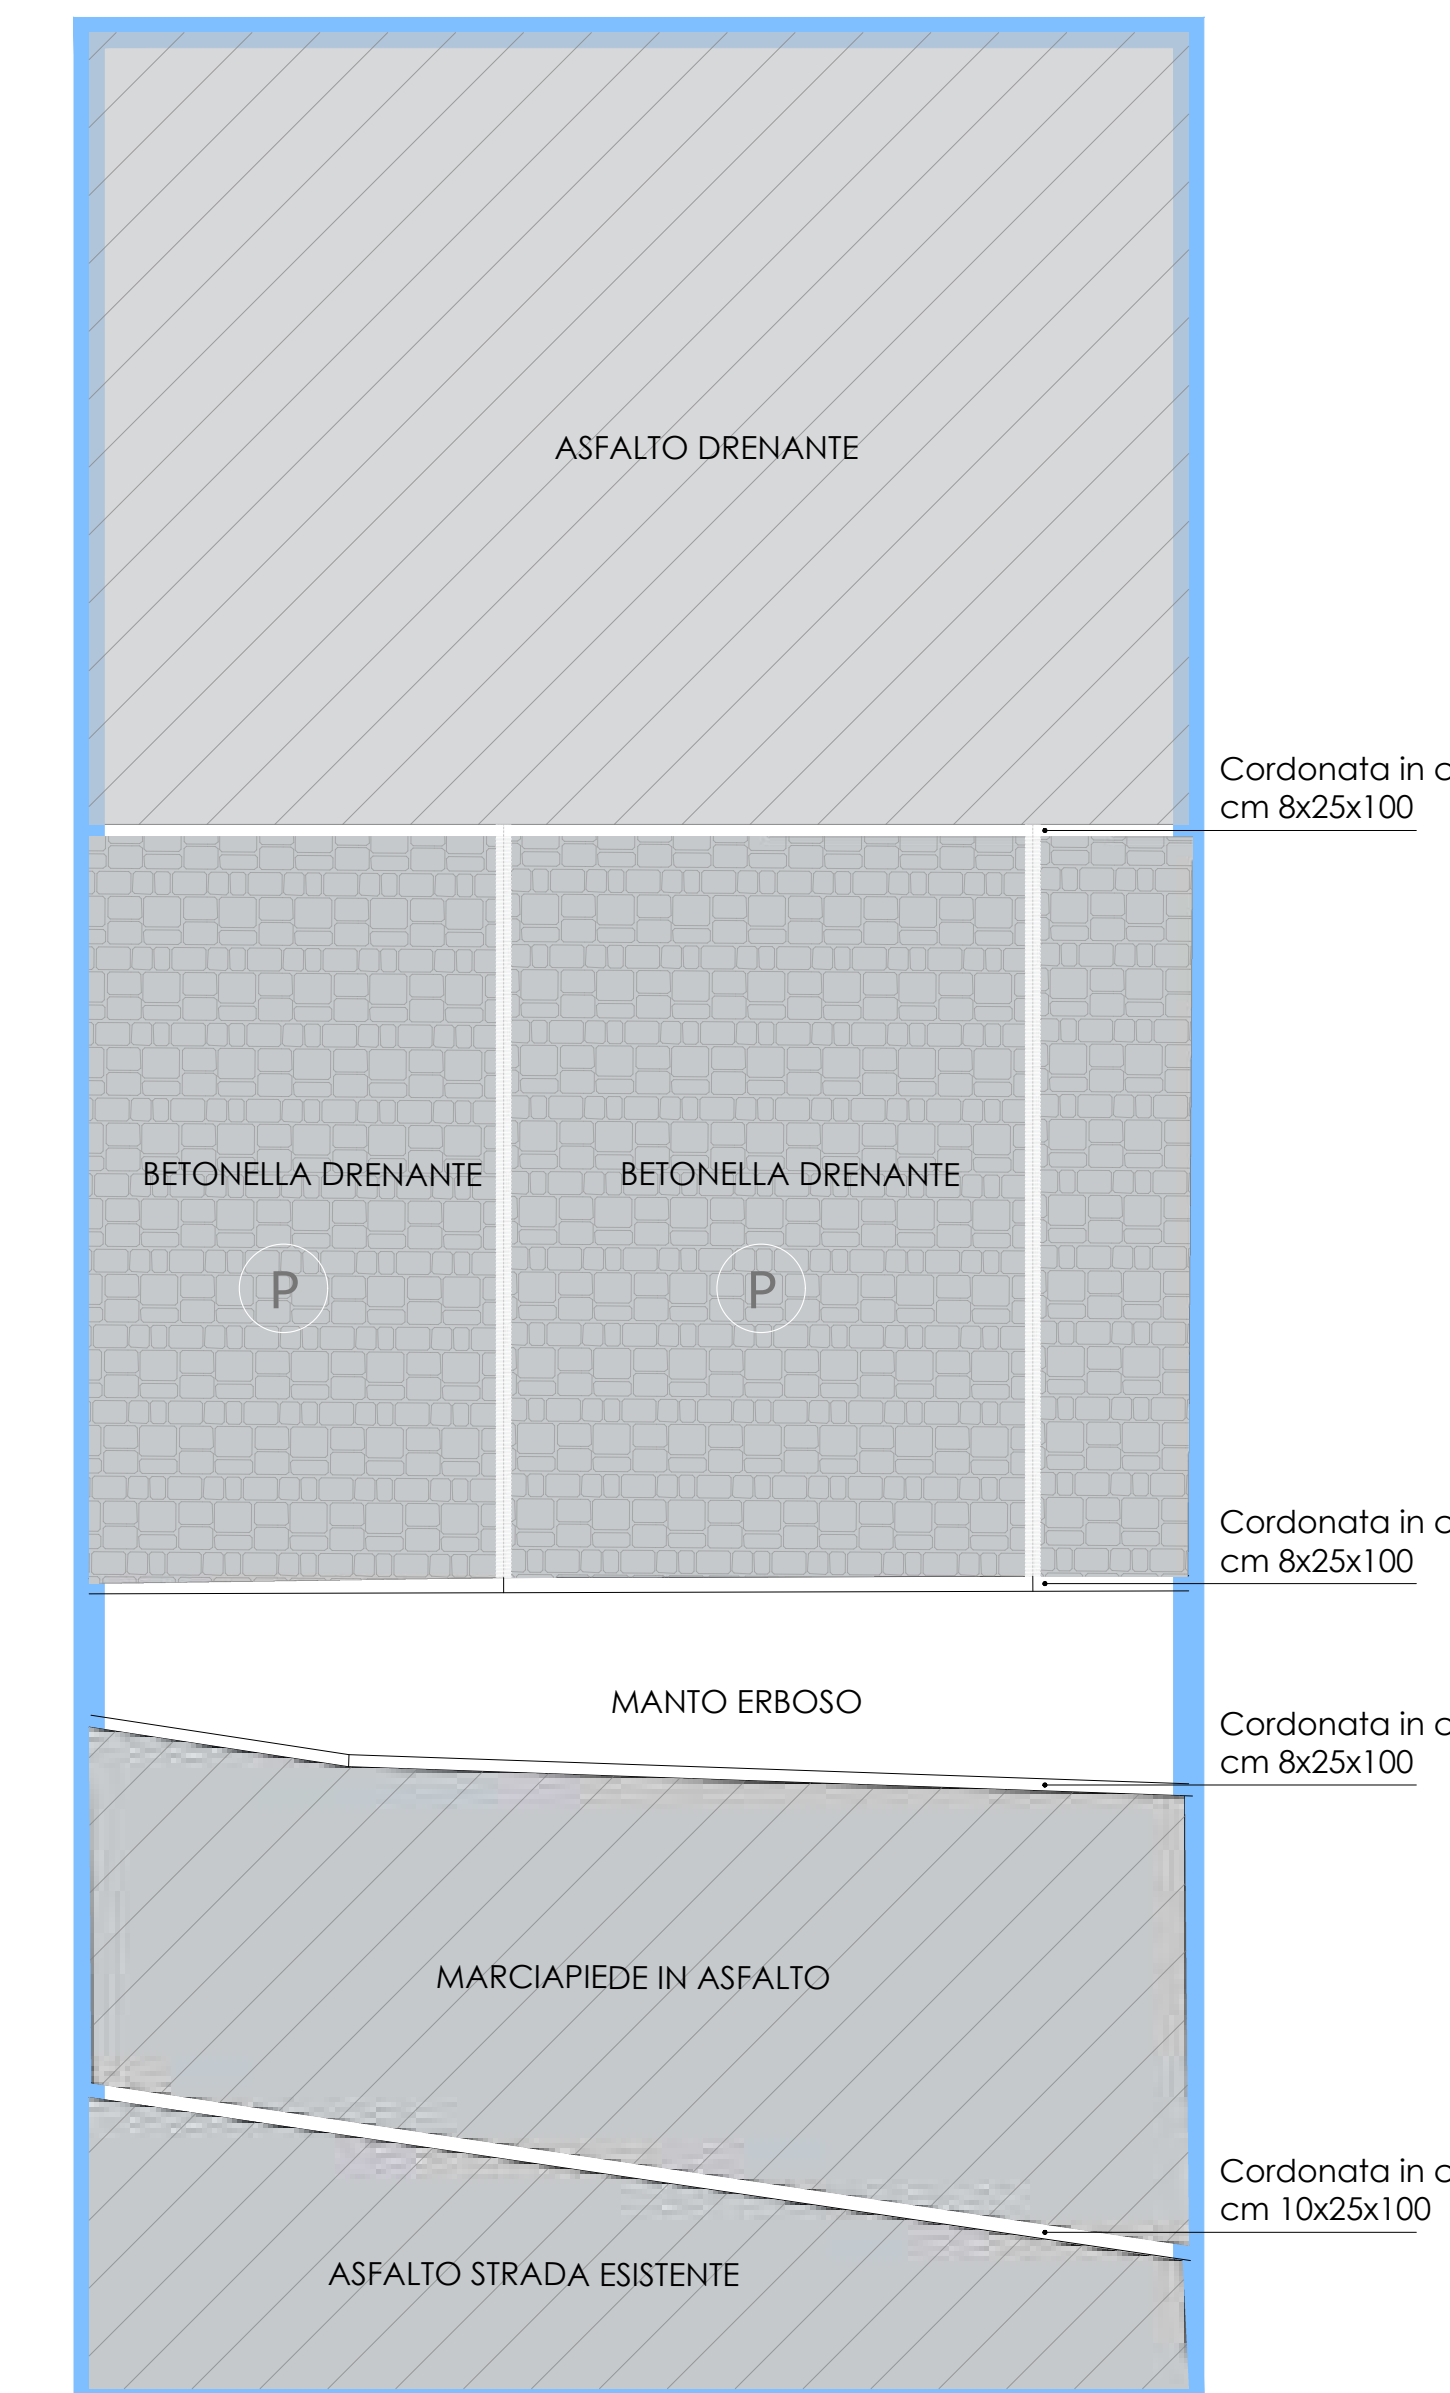 ASFALTO DRENANTE
Cordonata in
cm 8x25x100
BETONELLA DRENANTE
BETONELLA DRENANTE
P
P
Cordonata in
cm 8x25x100
MANTO ERBOSO
Cordonata in
cm 8x25x100
MARCIAPIEDE IN ASFALTO
Cordonata in
cm 10x25x100
ASFALTO STRADA ESISTENTE